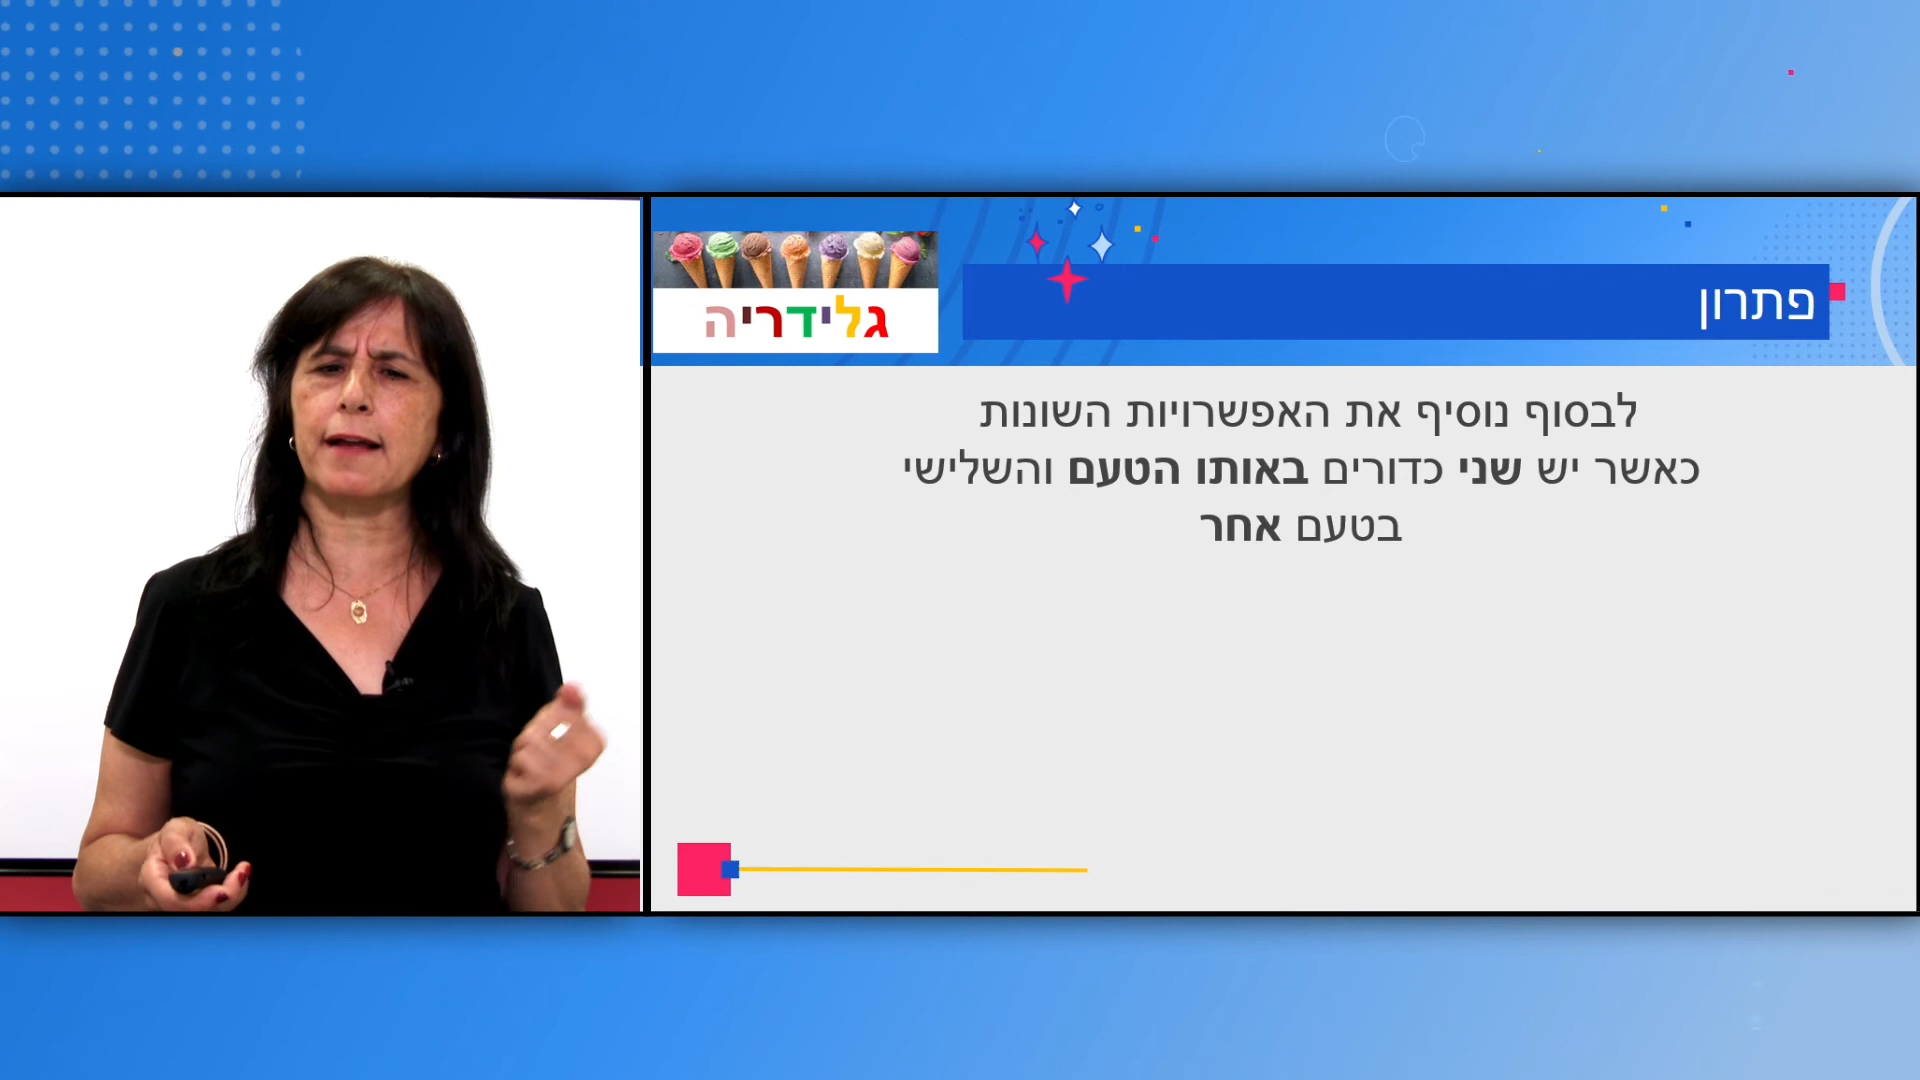 גלידריה
פתרון
לבסוף נוסיף את האפשרויות השונות
כאשר יש שני כדורים באותו הטעם והשלישי
בטעם אחר